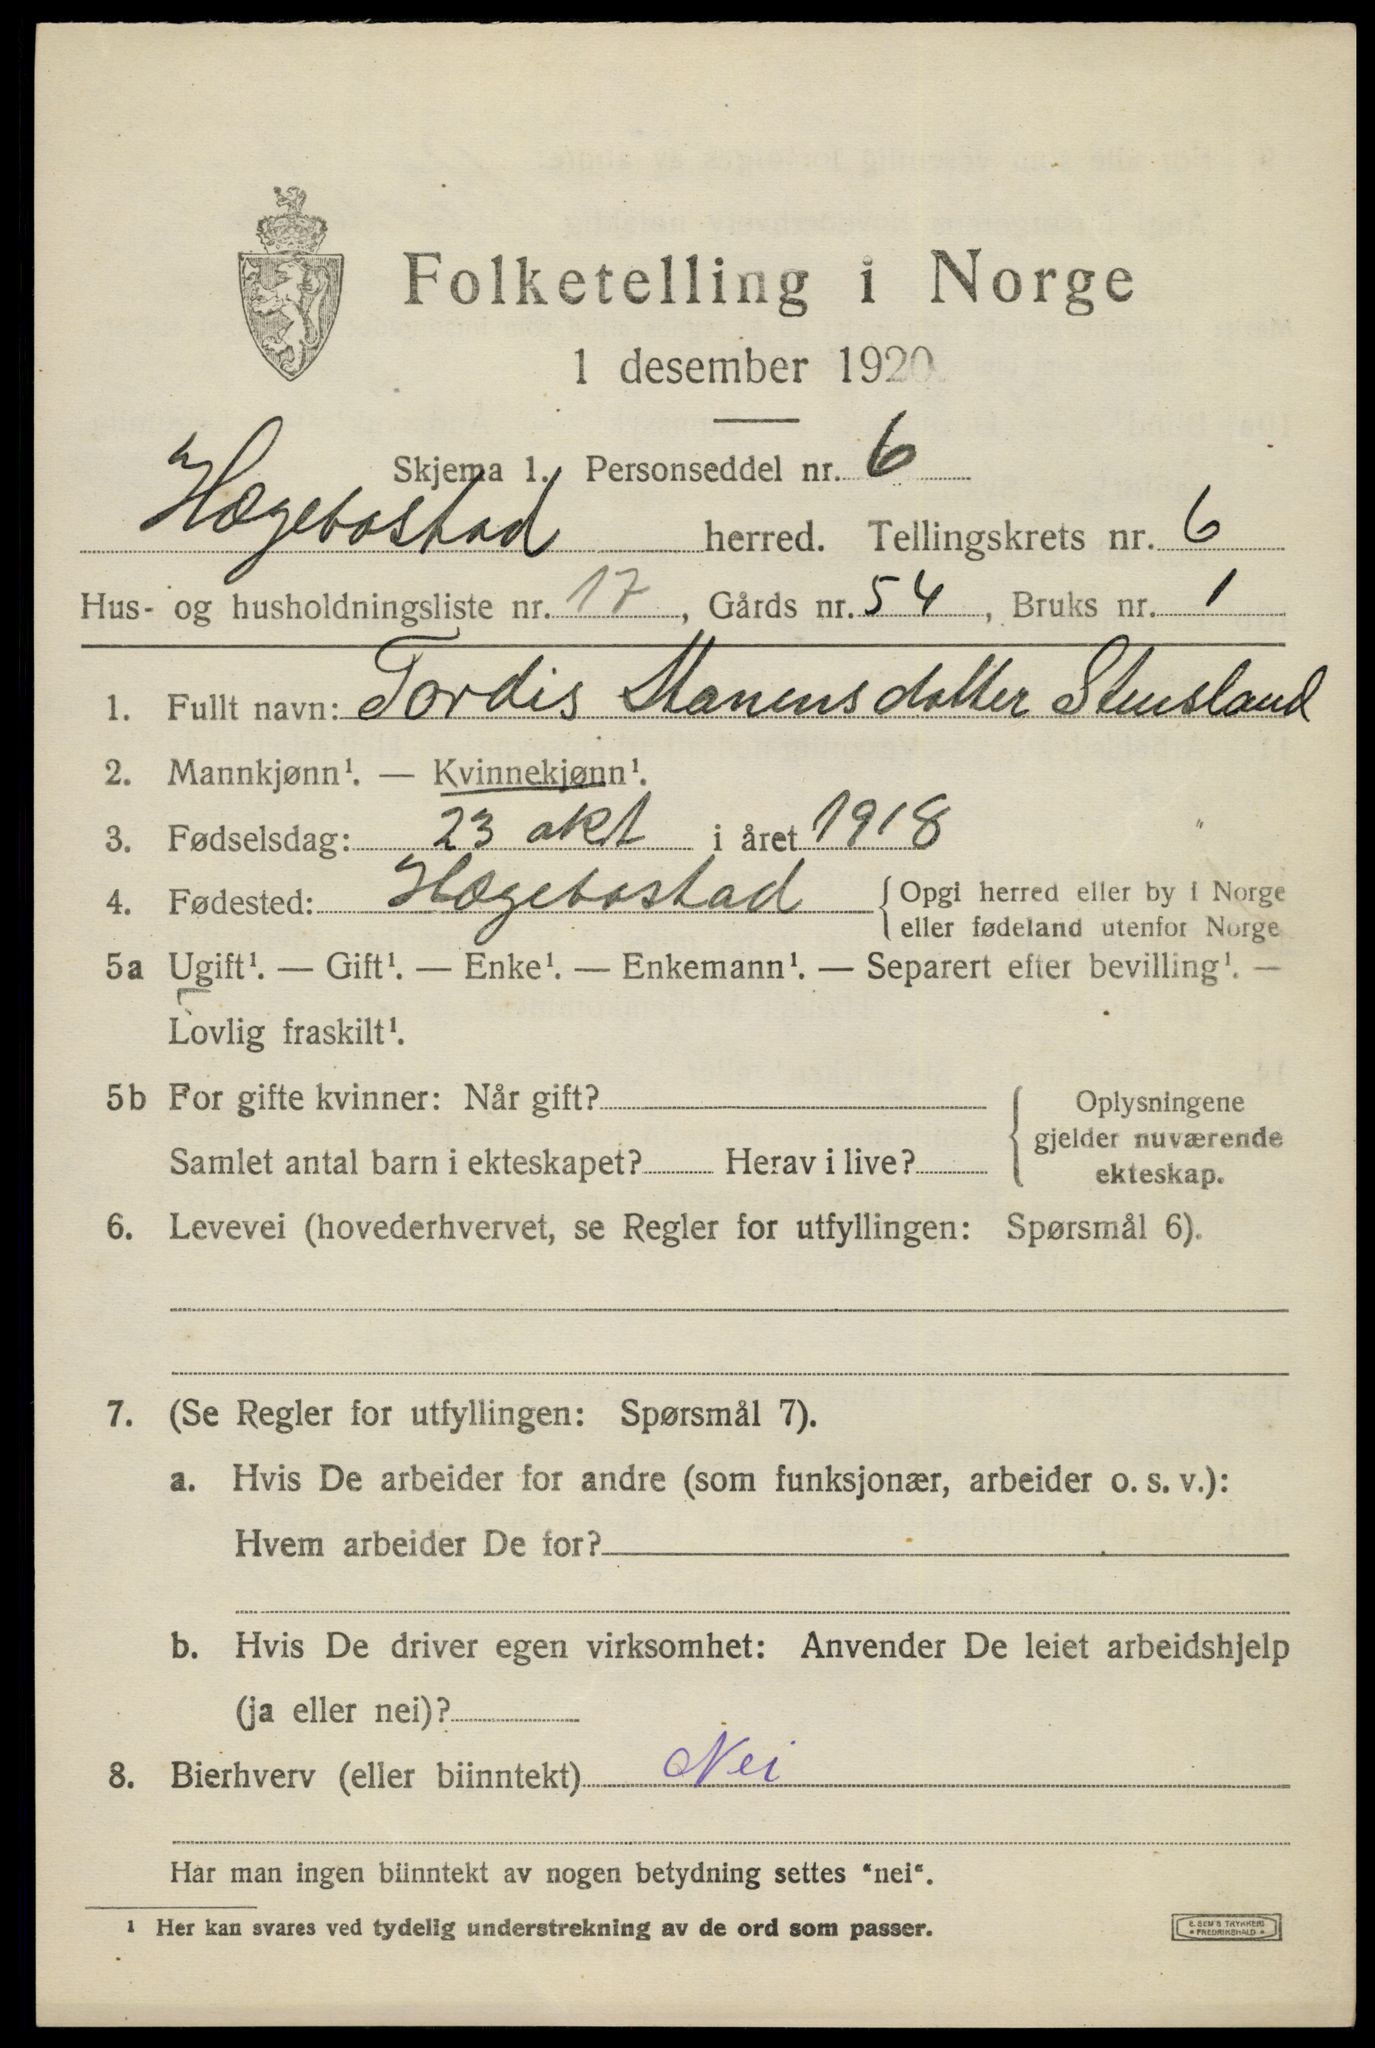 Folketelling i Norge
1 desember 1920.
Skjema 1. Personseddel nr. 6
Hægebostad herred. Tellingskrets nr. 6
Hus- og husholdningsliste nr. 17, Gårds nr. 54, Bruks nr. 1
1. Fullt navn: Tordis Manensdatter Stensland
2. Mannkjønn¹. — Kvinnekjønn¹.
3. Fødselsdag: 23 okt i året 1918
4. Fødested: Hægebostad { Opgi herred eller by i Norge
eller fødeland utenfor Norge
5a Ugift¹. — Gift¹. — Enke¹. — Enkemann¹. — Separert efter bevilling¹. —
Lovlig fraskilt¹.
5b For gifte kvinner: Når gift? { Oplysningene
gjelder nuværende
Samlet antal barn i ekteskapet? Herav i live? ekteskap.
6. Levevei (hovederhvervet, se Regler for utfyllingen: Spørsmål 6).
7. (Se Regler for utfyllingen: Spørsmål 7).
a. Hvis De arbeider for andre (som funksjonær, arbeider o. s. v.):
Hvem arbeider De for?
b. Hvis De driver egen virksomhet: Anvender De leiet arbeidshjelp
(ja eller nei)?
8. Bierhverv (eller biinntekt) Nei
Har man ingen biinntekt av nogen betydning settes "nei".
¹ Her kan svares ved tydelig understrekning av de ord som passer.
E. SEM'S TRYKKERI
* FREDRIKSHALD *